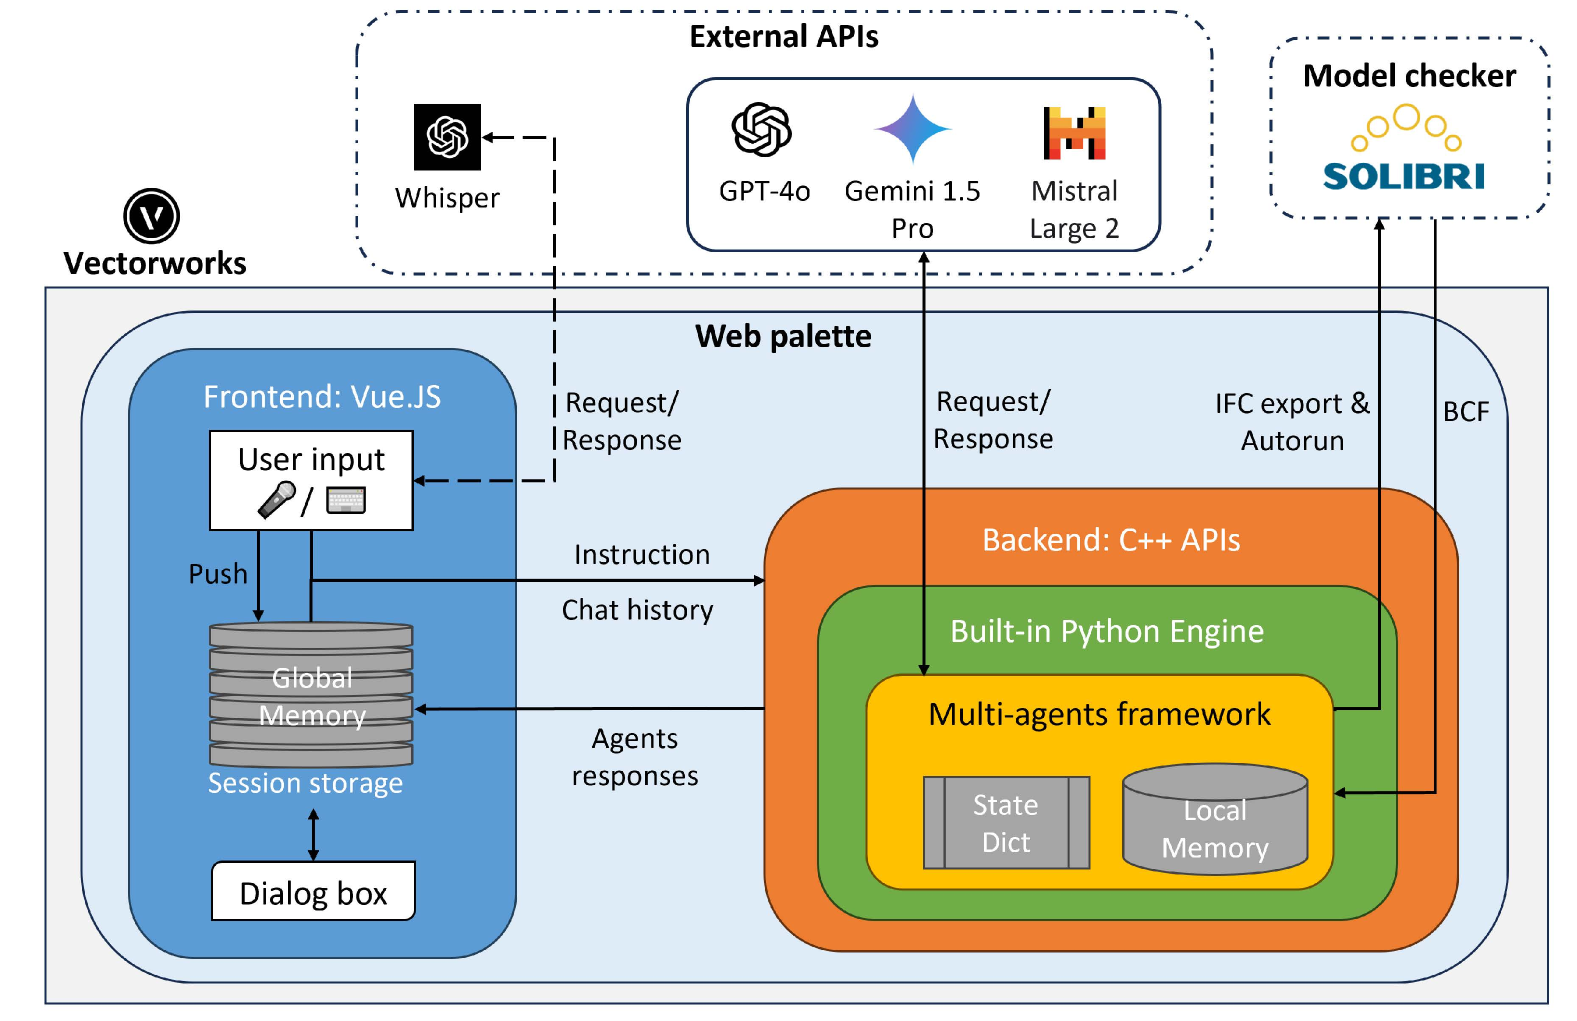 External APIs
Whisper
GPT-4o
Gemini 1.5
Pro
Mistral
Large 2
Model checker
SOLIBRI
V
Vectorworks
Web palette
Frontend: Vue.JS
User input
/
Push
Global
Memory
Session storage
Dialog box
Request/
Response
Instruction
Chat history
Agents
responses
Request/
Response
IFC export &
Autorun
BCF
Backend: C++ APIs
Built-in Python Engine
Multi-agents framework
State
Dict
Local
Memory